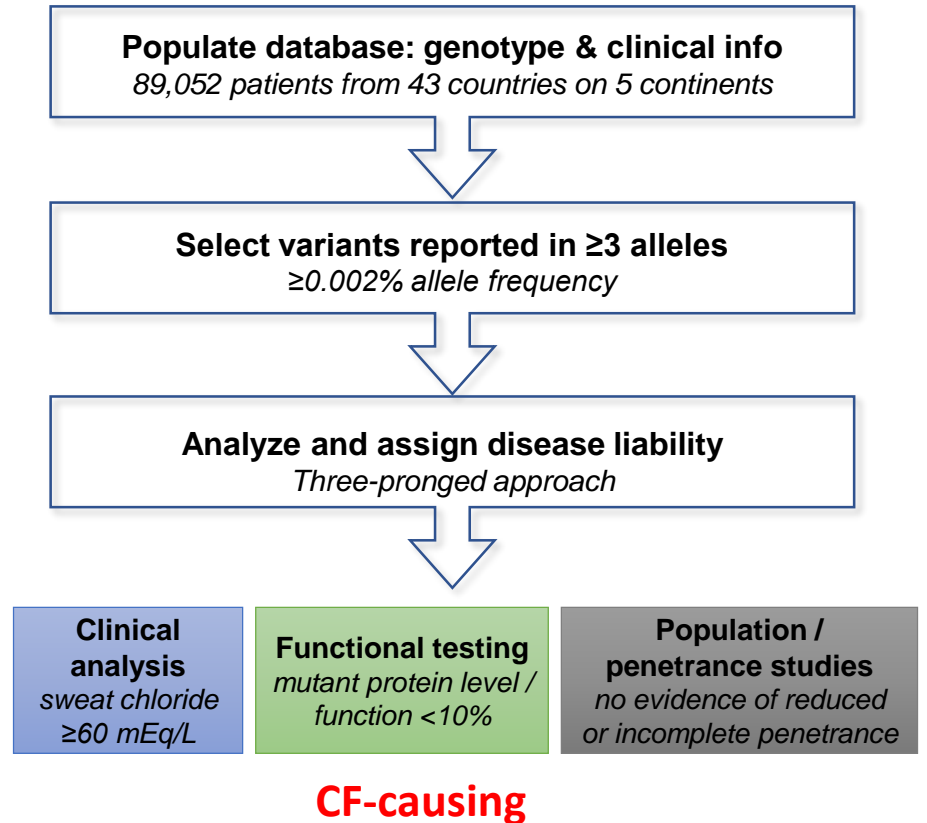 Populate database: genotype & clinical info
89,052 patients from 43 countries on 5 continents
Select variants reported in ≥3 alleles
≥0.002% allele frequency
Analyze and assign disease liability
Three-pronged approach
Clinical
analysis
sweat chloride
≥60 mEq/L
Functional testing
mutant protein level /
function <10%
Population /
penetrance studies
no evidence of reduced
or incomplete penetrance
CF-causing